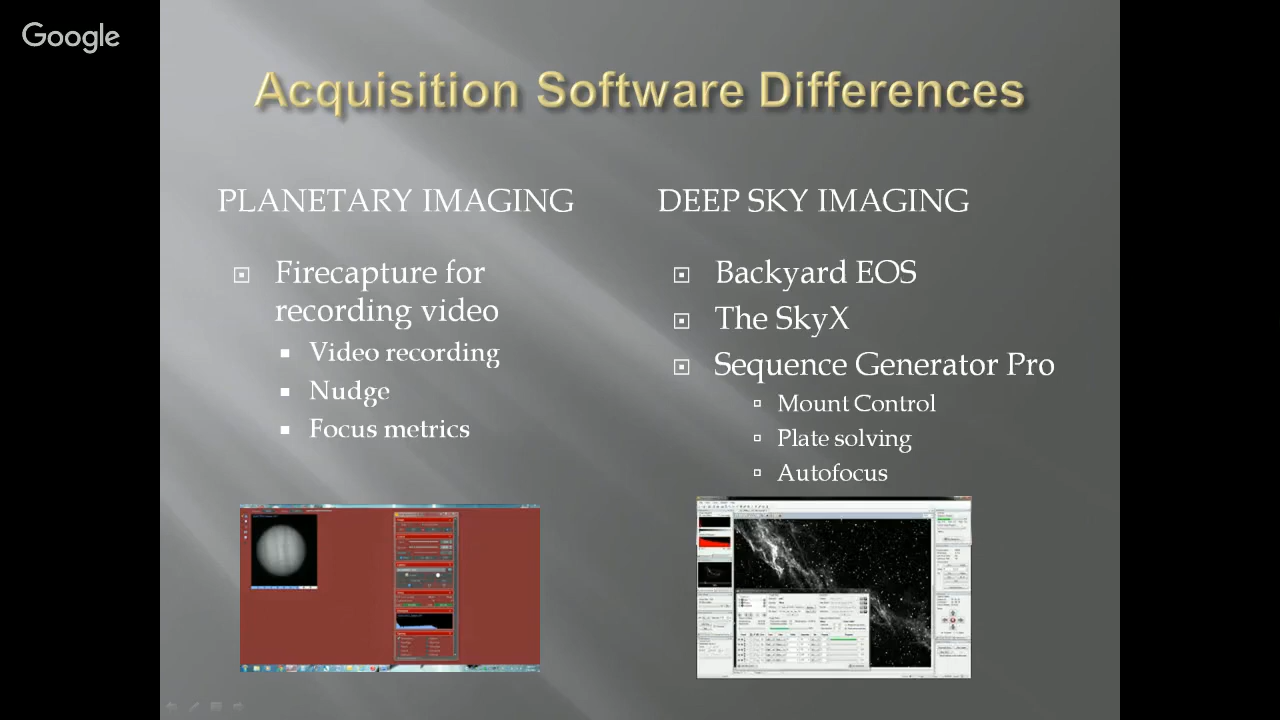 Google
Acquisition Software Differences
PLANETARY IMAGING
Firecapture for
recording video
Video recording
Nudge
Focus metrics
DEEP SKY IMAGING
Backyard EOS
The SkyX
Sequence Generator Pro
Mount Control
Plate solving
Autofocus